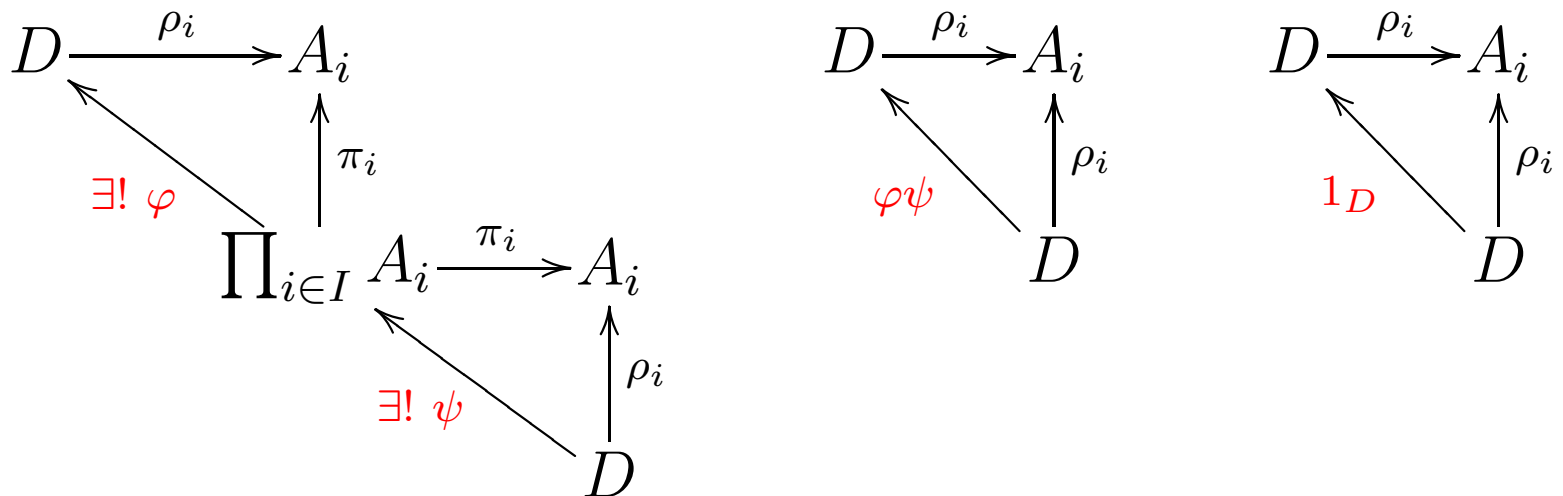 D ρ_i A_i D ρ_i A_i D ρ_i A_i
π_i ρ_i ρ_i
∃! φ φψ 1_D
∏_{i∈I} A_i π_i A_i D D
ρ_i
∃! ψ
D